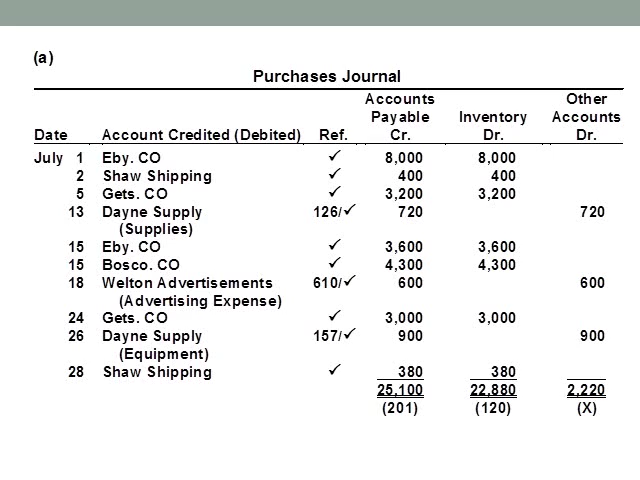 (a)
Purchases Journal
Accounts Other
Payable Inventory Accounts
Date Account Credited (Debited) Ref. Cr. Dr. Dr.
July 1 Eby. CO ✓ 8,000 8,000
2 Shaw Shipping ✓ 400 400
5 Gets. CO ✓ 3,200 3,200
13 Dayne Supply 126/✓ 720 720
(Supplies)
15 Eby. CO ✓ 3,600 3,600
15 Bosco. CO ✓ 4,300 4,300
18 Welton Advertisements 610/✓ 600 600
(Advertising Expense)
24 Gets. CO ✓ 3,000 3,000
26 Dayne Supply 157/✓ 900 900
(Equipment)
28 Shaw Shipping ✓ 380 380
25,100 22,880 2,220
(201) (120) (X)